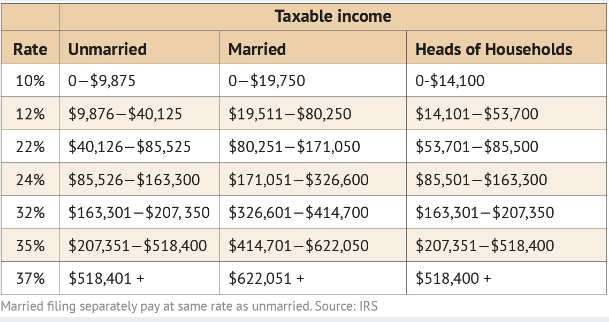 Taxable income
Rate Unmarried Married Heads of Households
10% 0—$9,875 0—$19,750 0-$14,100
12% $9,876—$40,125 $19,511—$80,250 $14,101—$53,700
22% $40,126—$85,525 $80,251—$171,050 $53,701—$85,500
24% $85,526—$163,300 $171,051—$326,600 $85,501—$163,300
32% $163,301—$207, 350 $326,601—$414,700 $163,301—$207,350
35% $207,351—$518,400 $414,701—$622,050 $207,351—$518,400
37% $518,401 + $622,051 + $518,400 +
Married filing separately pay at same rate as unmarried. Source: IRS